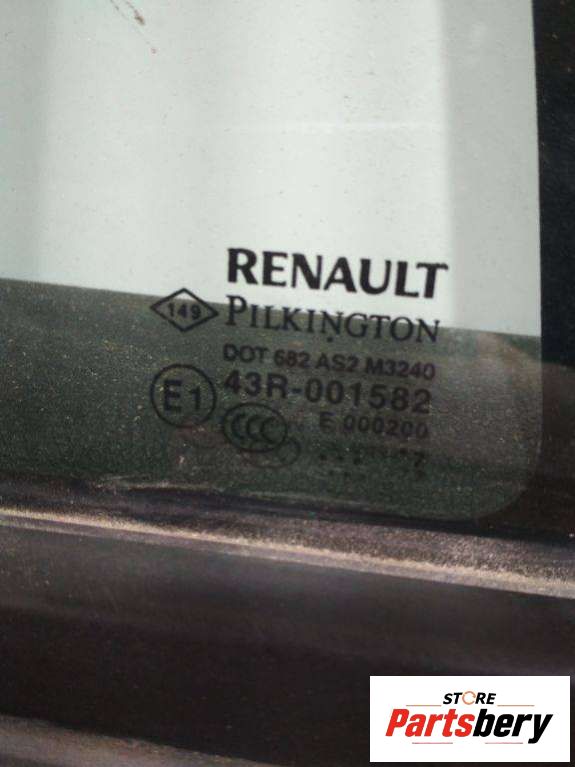 RENAULT
149 PILKINGTON
DOT 682 AS2 M3240
E1 43R-001582
CCC E 000200
STORE
Partsbery